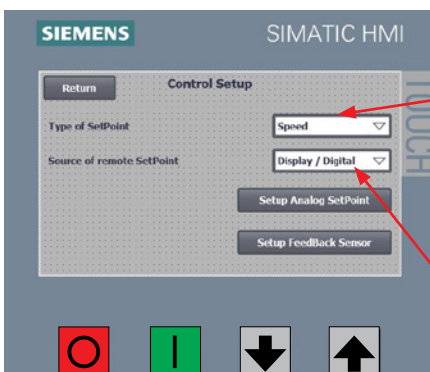 SIEMENS
SIMATIC HMI
TOUCH
Return
Control Setup
Type of SetPoint
Speed
Source of remote SetPoint
Display / Digital
Setup Analog SetPoint
Setup FeedBack Sensor